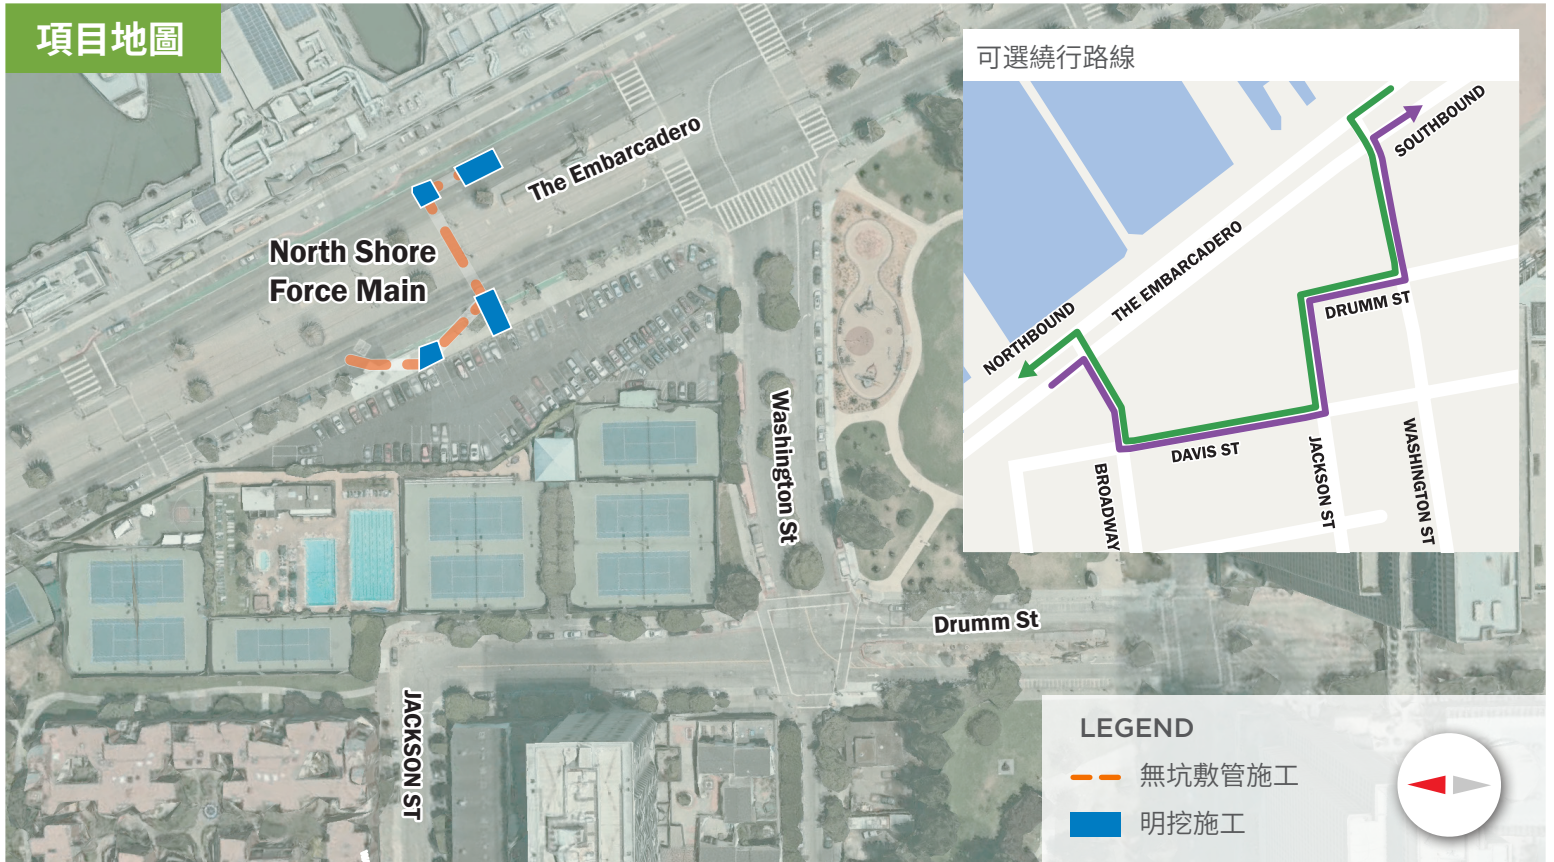 項目地圖
可選繞行路線
The Embarcadero
North Shore
Force Main
Washington St
Drumm St
JACKSON ST
SOUTHBOUND
THE EMBARCADERO
NORTHBOUND
DRUMM ST
DAVIS ST
BROADWAY
JACKSON ST
WASHINGTON ST
LEGEND
無坑敷管施工
明挖施工